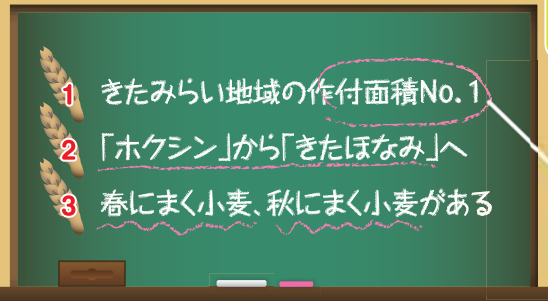 1 きたみらい地域の作付面積No.1
2 「ホクシン」から「きたほなみ」へ
3 春にまく小麦、秋にまく小麦がある